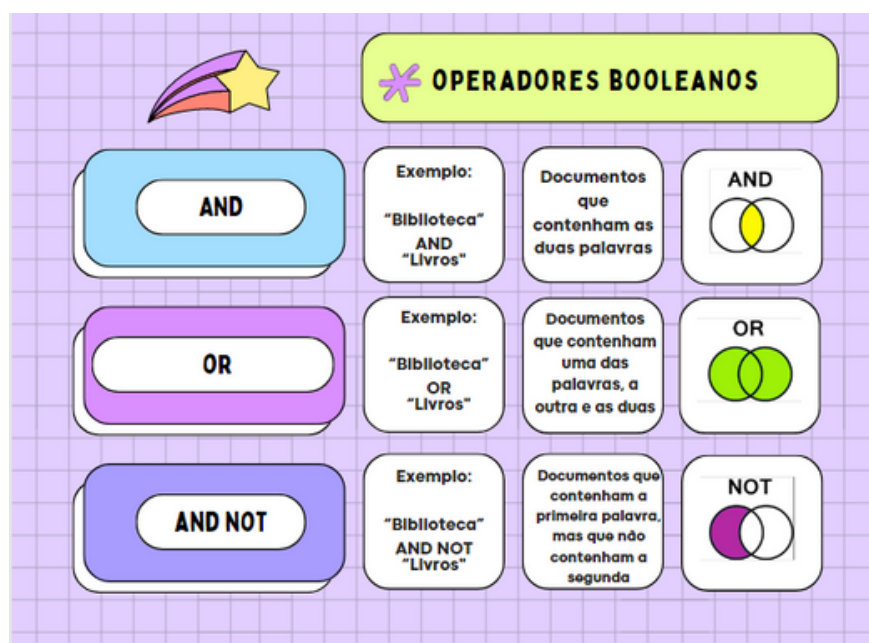 OPERADORES BOOLEANOS
AND
Exemplo:
"Biblioteca"
AND
"Livros"
Documentos
que
contenham as
duas palavras
AND
OR
Exemplo:
"Biblioteca"
OR
"Livros"
Documentos
que contenham
uma das
palavras, a
outra e as duas
OR
AND NOT
Exemplo:
"Biblioteca"
AND NOT
"Livros"
Documentos que
contenham a
primeira palavra,
mas que não
contenham a
segunda
NOT